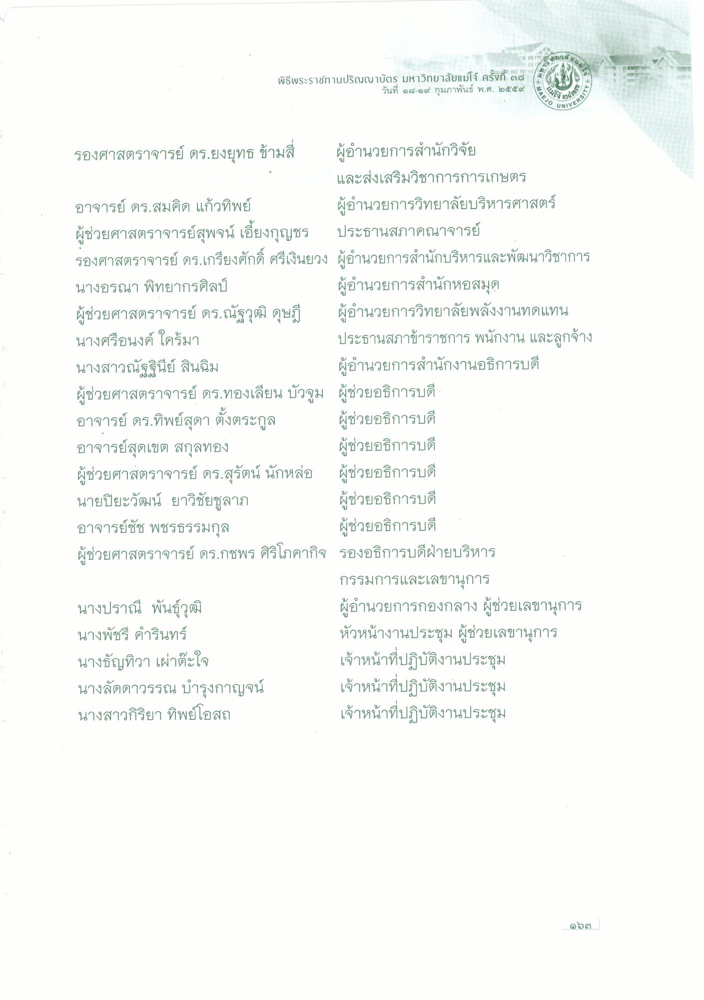 พิธีพระราชทานปริญญาบัตร มหาวิทยาลัยแม่โจ้ ครั้งที่ ๓๘
วันที่ ๑๘-๑๙ กุมภาพันธ์ พ.ศ. ๒๕๕๙
มหาวิทยาลัยแม่โจ้
แม่โจ้ ๒๔๗๗
MAEJO UNIVERSITY
รองศาสตราจารย์ ดร.ยงยุทธ ข้ามสี่ ผู้อำนวยการสำนักวิจัย
และส่งเสริมวิชาการการเกษตร
อาจารย์ ดร.สมคิด แก้วทิพย์ ผู้อำนวยการวิทยาลัยบริหารศาสตร์
ผู้ช่วยศาสตราจารย์สุพจน์ เอี้ยงกุญชร ประธานสภาคณาจารย์
รองศาสตราจารย์ ดร.เกรียงศักดิ์ ศรีเงินยวง ผู้อำนวยการสำนักบริหารและพัฒนาวิชาการ
นางอรณา พิทยากรศิลป์ ผู้อำนวยการสำนักหอสมุด
ผู้ช่วยศาสตราจารย์ ดร.ณัฐวุฒิ ดุษฎี ผู้อำนวยการวิทยาลัยพลังงานทดแทน
นางศรีอนงค์ ใคร้มา ประธานสภาข้าราชการ พนักงาน และลูกจ้าง
นางสาวณัฐฐินีย์ สินฉิม ผู้อำนวยการสำนักงานอธิการบดี
ผู้ช่วยศาสตราจารย์ ดร.ทองเลียน บัวจูม ผู้ช่วยอธิการบดี
อาจารย์ ดร.ทิพย์สุดา ตั้งตระกูล ผู้ช่วยอธิการบดี
อาจารย์สุดเขต สกุลทอง ผู้ช่วยอธิการบดี
ผู้ช่วยศาสตราจารย์ ดร.สุรัตน์ นักหล่อ ผู้ช่วยอธิการบดี
นายปิยะวัฒน์ ยาวิชัยชูลาภ ผู้ช่วยอธิการบดี
อาจารย์ชัช พชรธรรมกุล ผู้ช่วยอธิการบดี
ผู้ช่วยศาสตราจารย์ ดร.กชพร ศิริโภคากิจ รองอธิการบดีฝ่ายบริหาร
กรรมการและเลขานุการ
นางปราณี พันธุ์วุฒิ ผู้อำนวยการกองกลาง ผู้ช่วยเลขานุการ
นางพัชรี คำรินทร์ หัวหน้างานประชุม ผู้ช่วยเลขานุการ
นางธัญทิวา เผ่าต๊ะใจ เจ้าหน้าที่ปฏิบัติงานประชุม
นางลัดดาวรรณ บำรุงกาญจน์ เจ้าหน้าที่ปฏิบัติงานประชุม
นางสาวกิริยา ทิพย์โอสถ เจ้าหน้าที่ปฏิบัติงานประชุม
๑๖๓